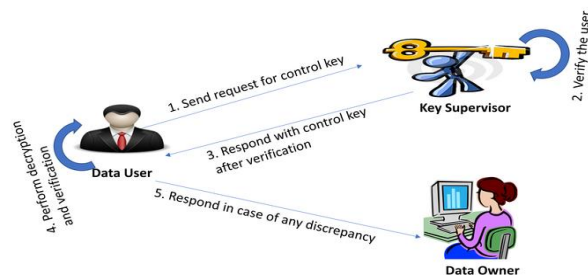 1. Send request for control key
2. Verify the user
Key Supervisor
3. Respond with control key
after verification
Data User
4. Perform decryption
and verification
5. Respond in case of any discrepancy
Data Owner